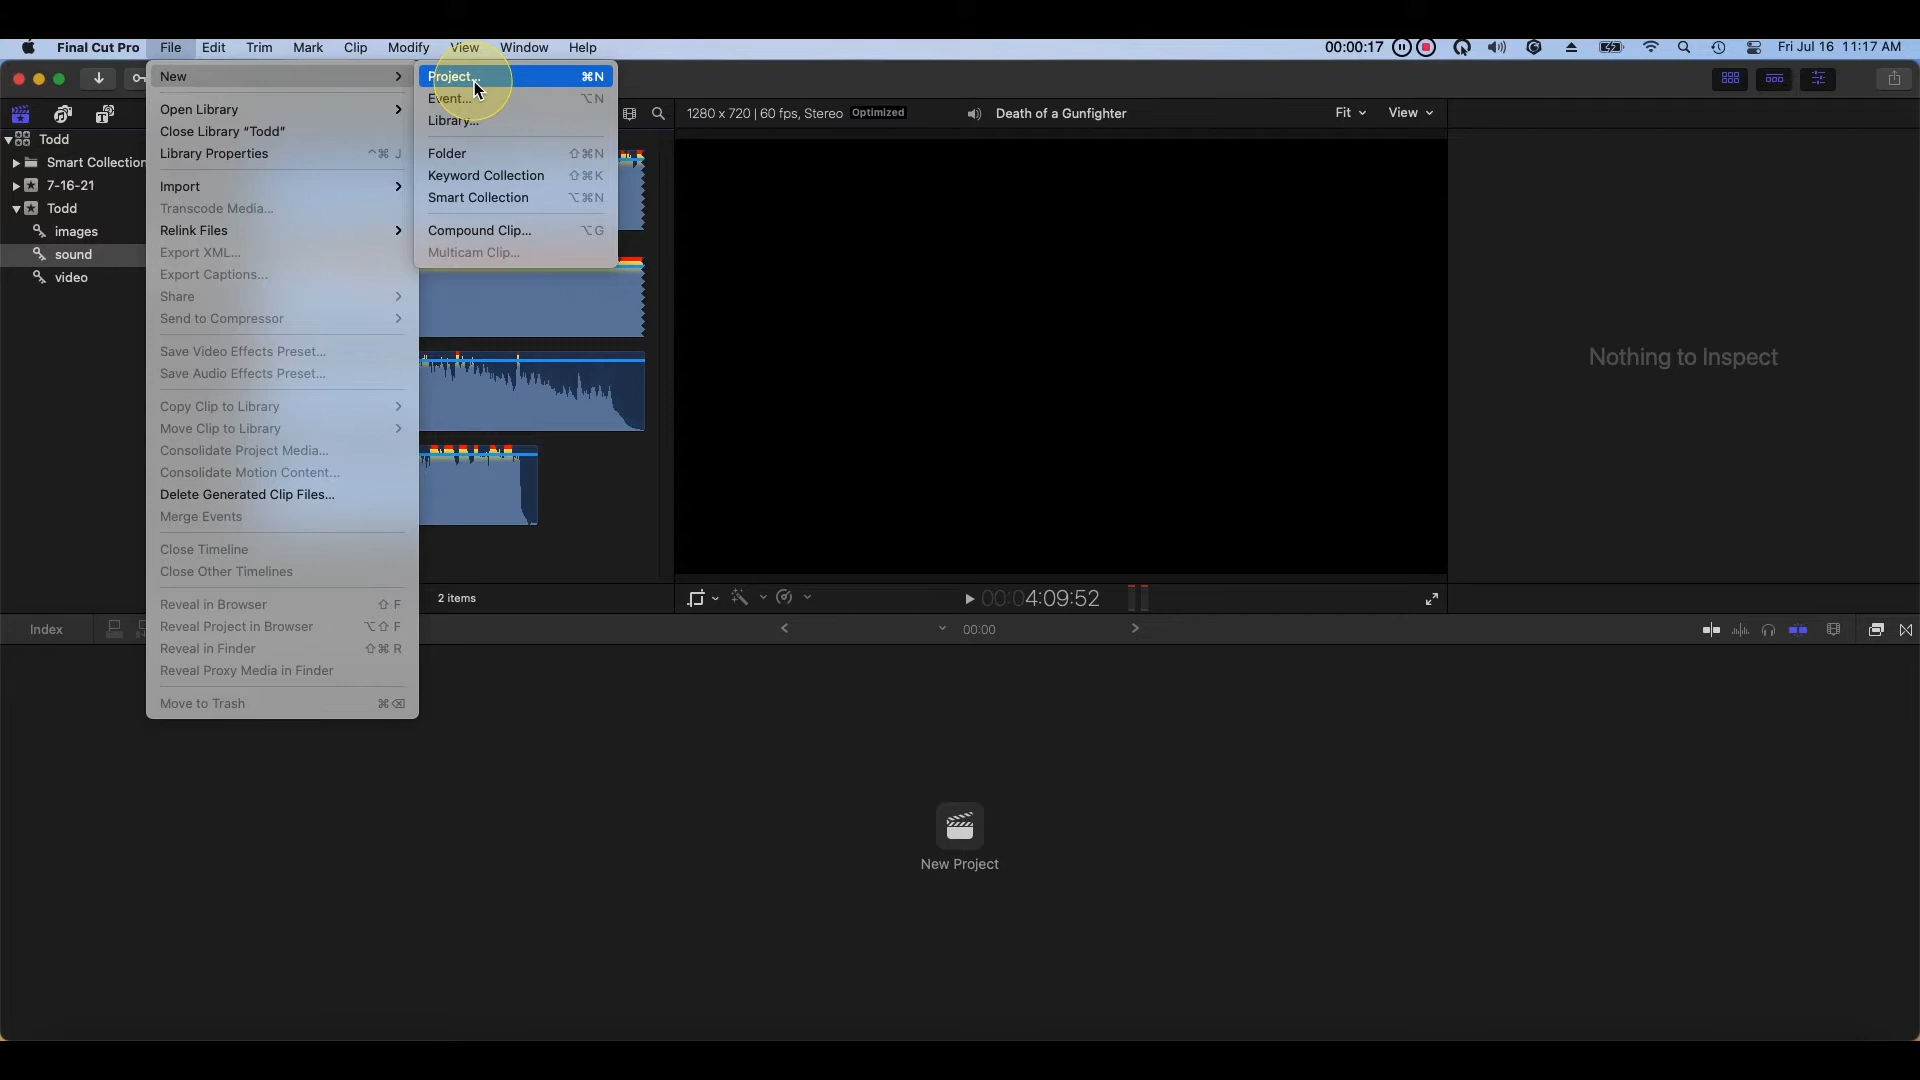 Final Cut Pro File Edit Trim Mark Clip Modify View Window Help 00:00:17 Fri Jul 16 11:17 AM
New
Project... ⌘N
Event... ⌥N
Library...
Folder ⇧⌘N
Keyword Collection ⇧⌘K
Smart Collection ⌥⌘N
Compound Clip... ⌥G
Multicam Clip...
Open Library
Close Library “Todd”
Library Properties ^⌘ J
Import
Transcode Media...
Relink Files
Export XML...
Export Captions...
Share
Send to Compressor
Save Video Effects Preset...
Save Audio Effects Preset...
Copy Clip to Library
Move Clip to Library
Consolidate Project Media...
Consolidate Motion Content...
Delete Generated Clip Files...
Merge Events
Close Timeline
Close Other Timelines
Reveal in Browser ⇧ F
Reveal Project in Browser ⌥⇧ F
Reveal in Finder ⇧⌘ R
Reveal Proxy Media in Finder
Move to Trash ⌘⌫
Todd
Smart Collection
7-16-21
Todd
images
sound
video
1280 x 720 | 60 fps, Stereo Optimized Death of a Gunfighter Fit View
Nothing to Inspect
2 items
00:04:09:52
Index
00:00
New Project